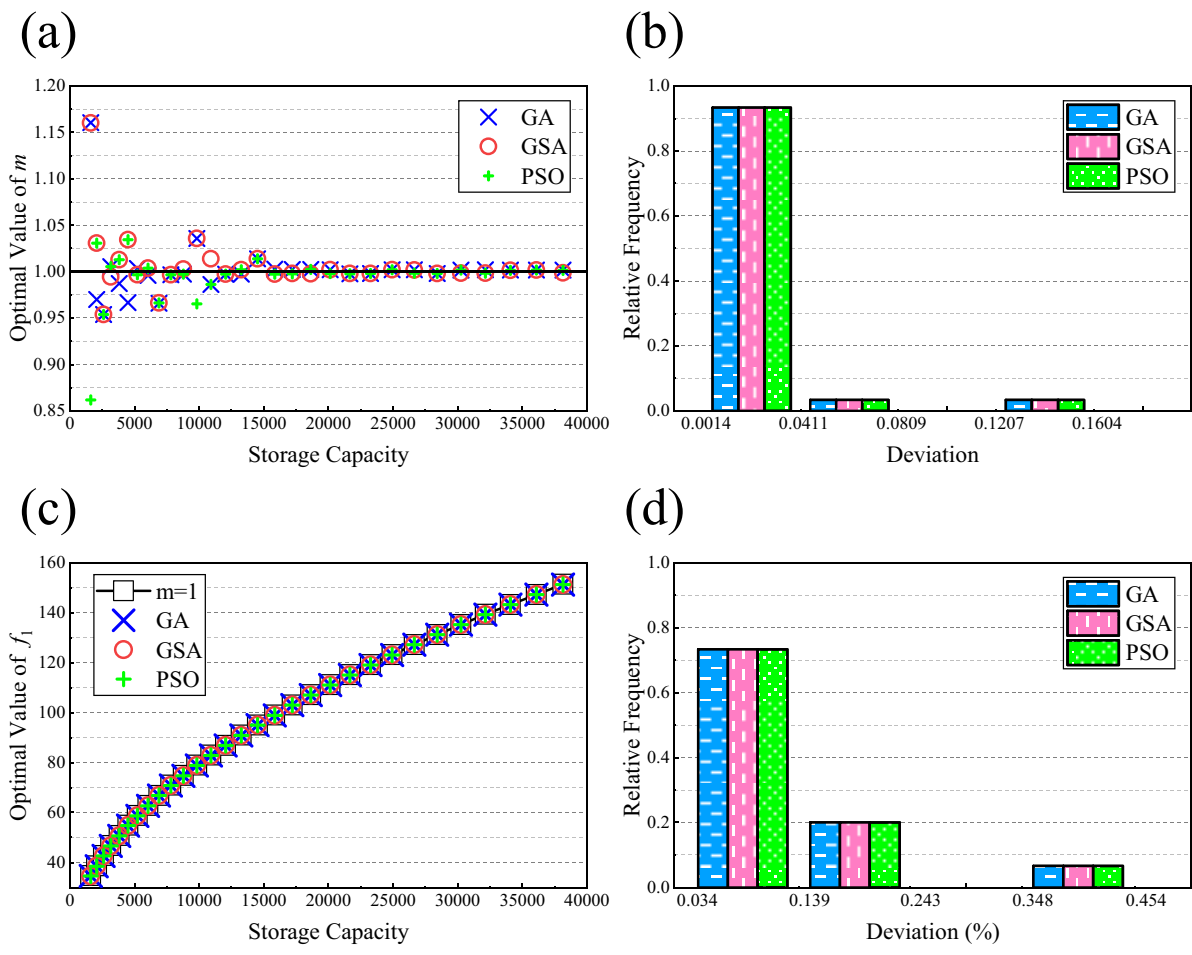 (a)
Optimal Value of m
1.20
1.15
1.10
1.05
1.00
0.95
0.90
0.85
GA
GSA
PSO
0 5000 10000 15000 20000 25000 30000 35000 40000
Storage Capacity
(b)
Relative Frequency
1.0
0.8
0.6
0.4
0.2
0.0
GA
GSA
PSO
0.0014 0.0411 0.0809 0.1207 0.1604
Deviation
(c)
Optimal Value of f1
160
140
120
100
80
60
40
m=1
GA
GSA
PSO
0 5000 10000 15000 20000 25000 30000 35000 40000
Storage Capacity
(d)
Relative Frequency
1.0
0.8
0.6
0.4
0.2
0.0
GA
GSA
PSO
0.034 0.139 0.243 0.348 0.454
Deviation (%)